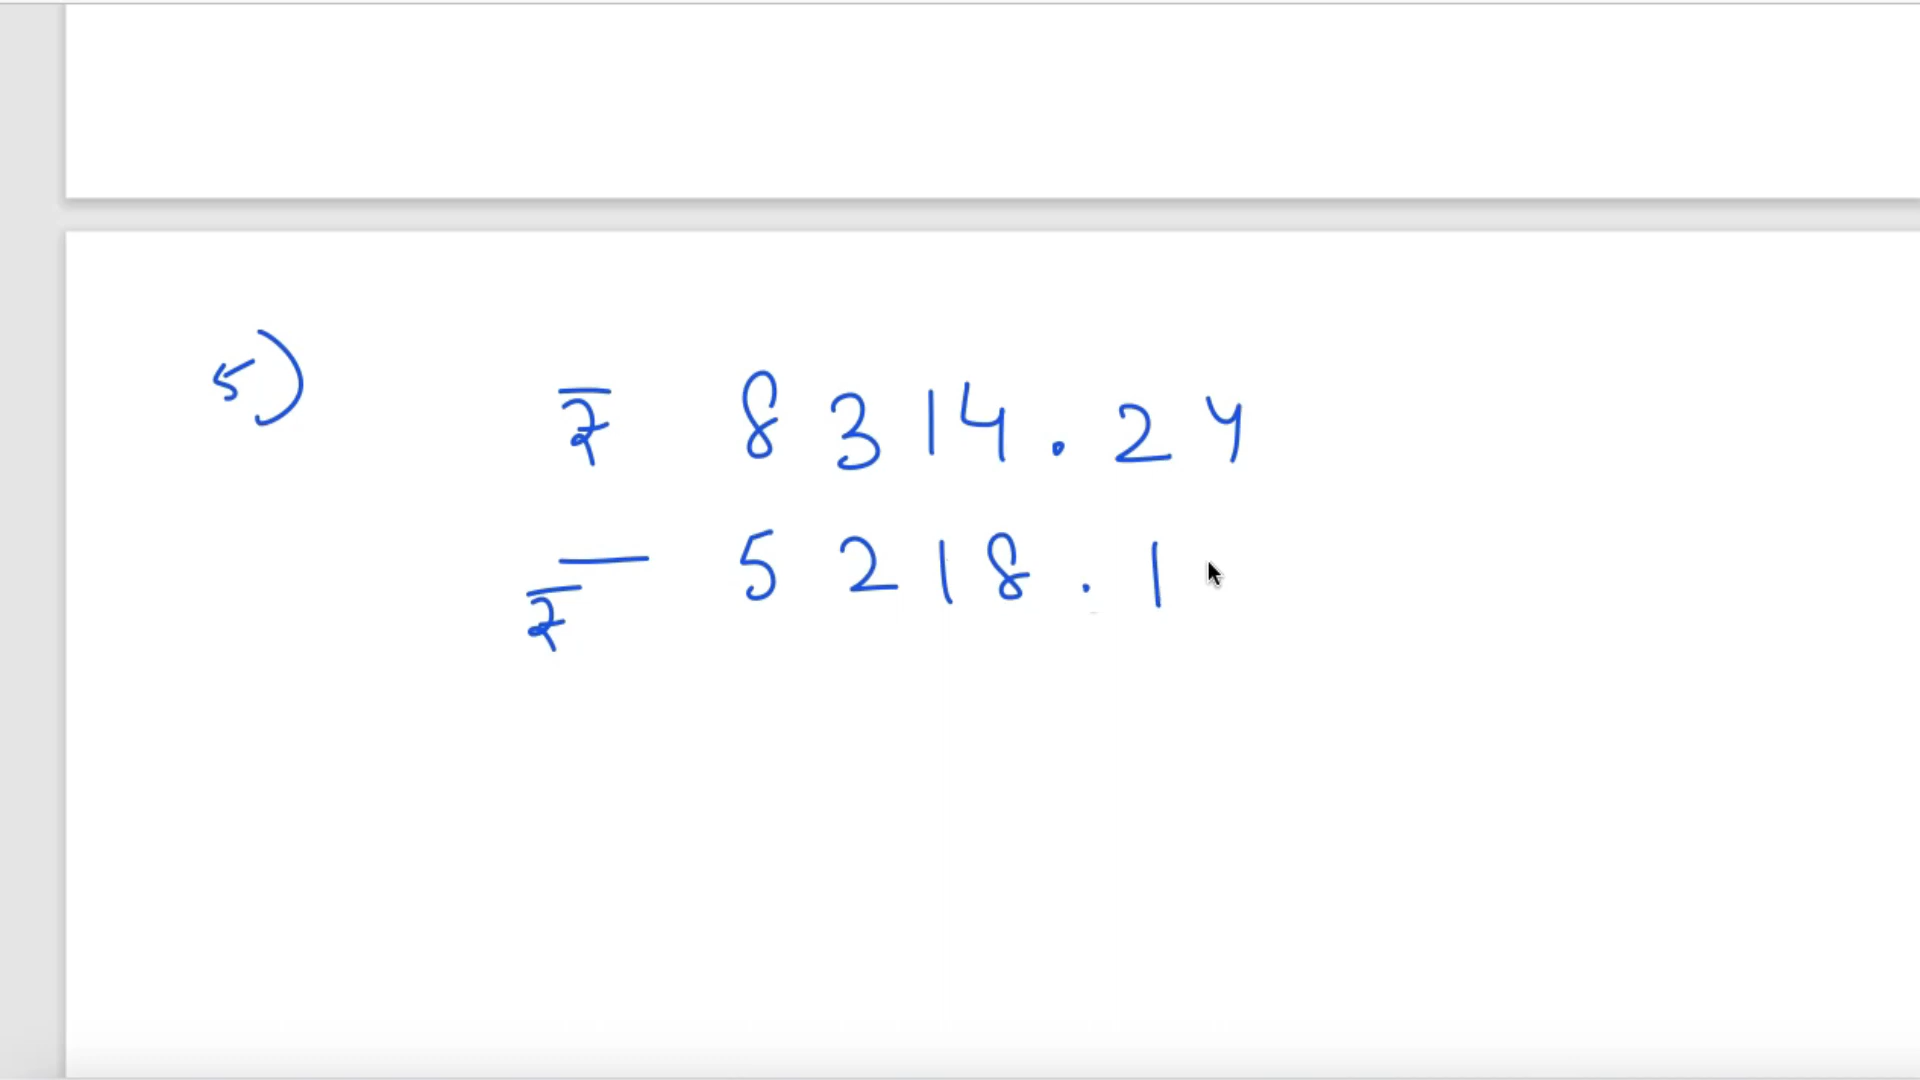 5) ₹ 8314.24
— 5218.1
₹